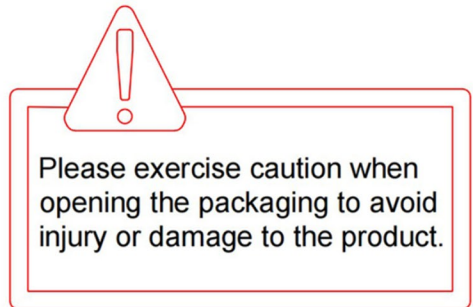 Please exercise caution when
opening the packaging to avoid
injury or damage to the product.